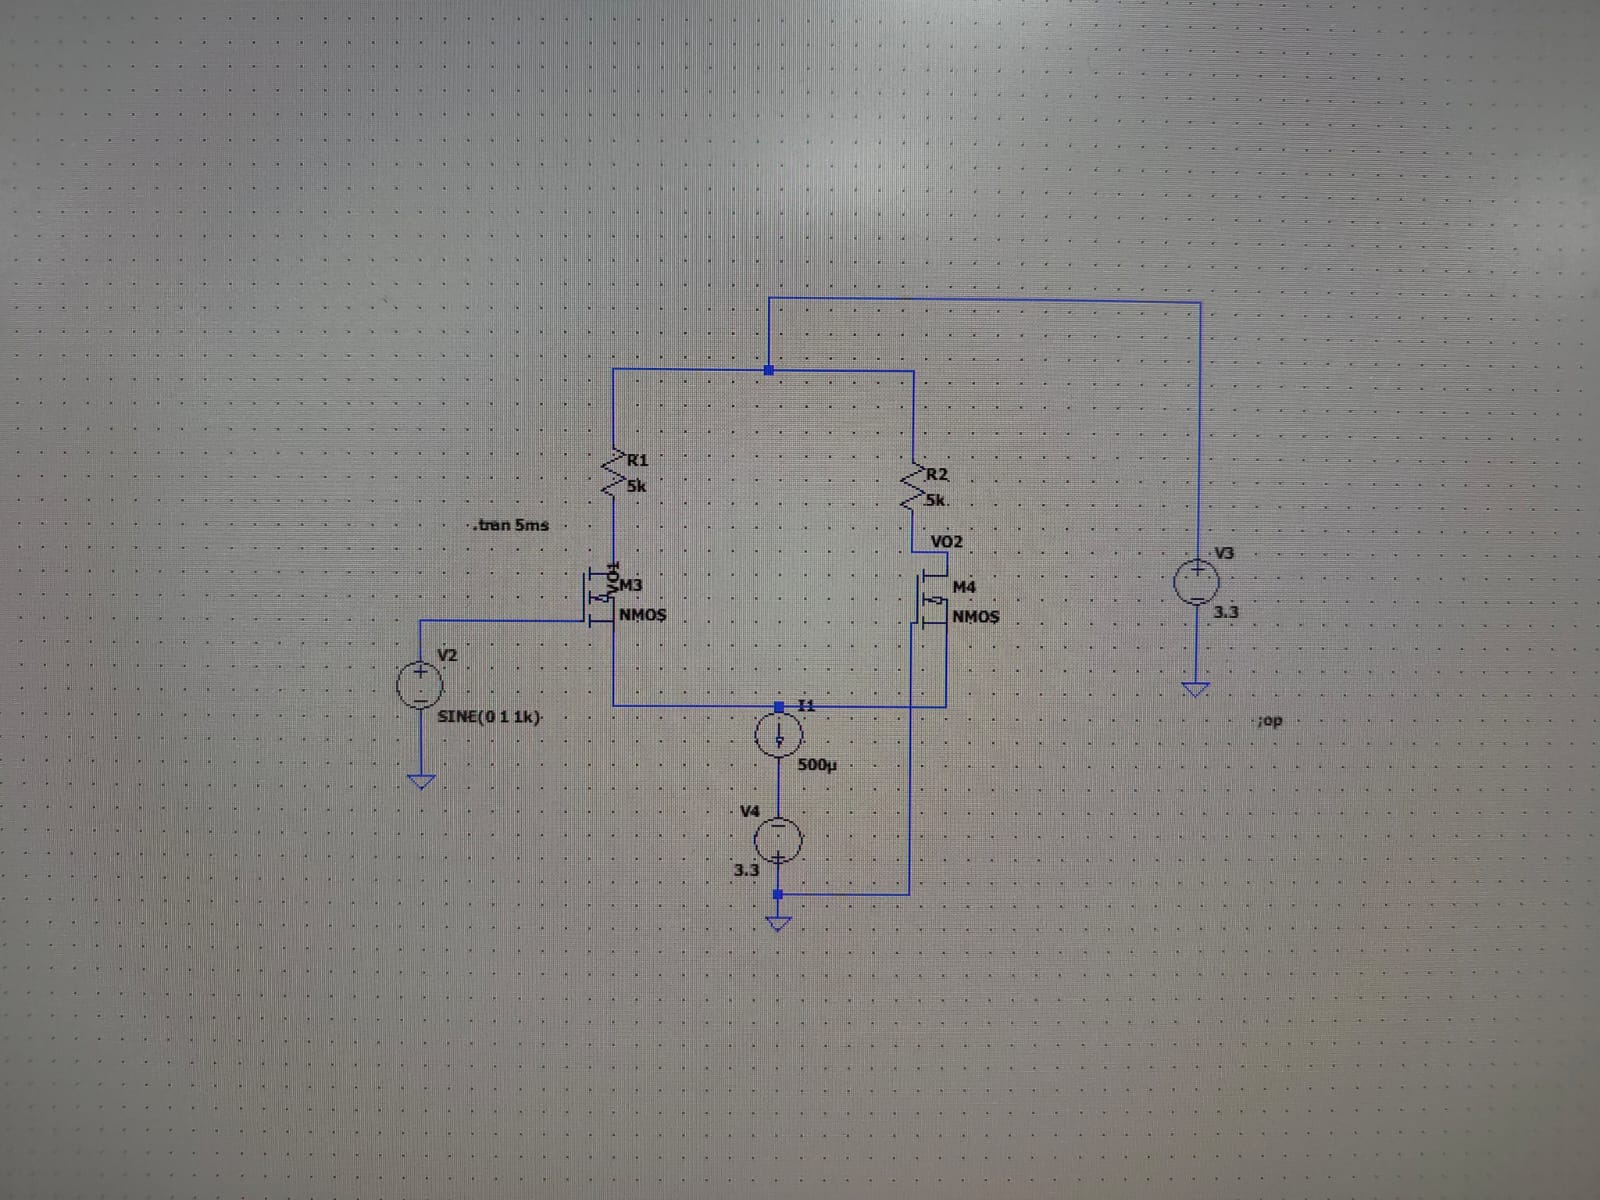 R1
5k
R2
5k
.tran 5ms
VO2
VO1
M3
NMOS
M4
NMOS
V3
3.3
V2
SINE(0 1 1k)
I1
500µ
;op
V4
3.3